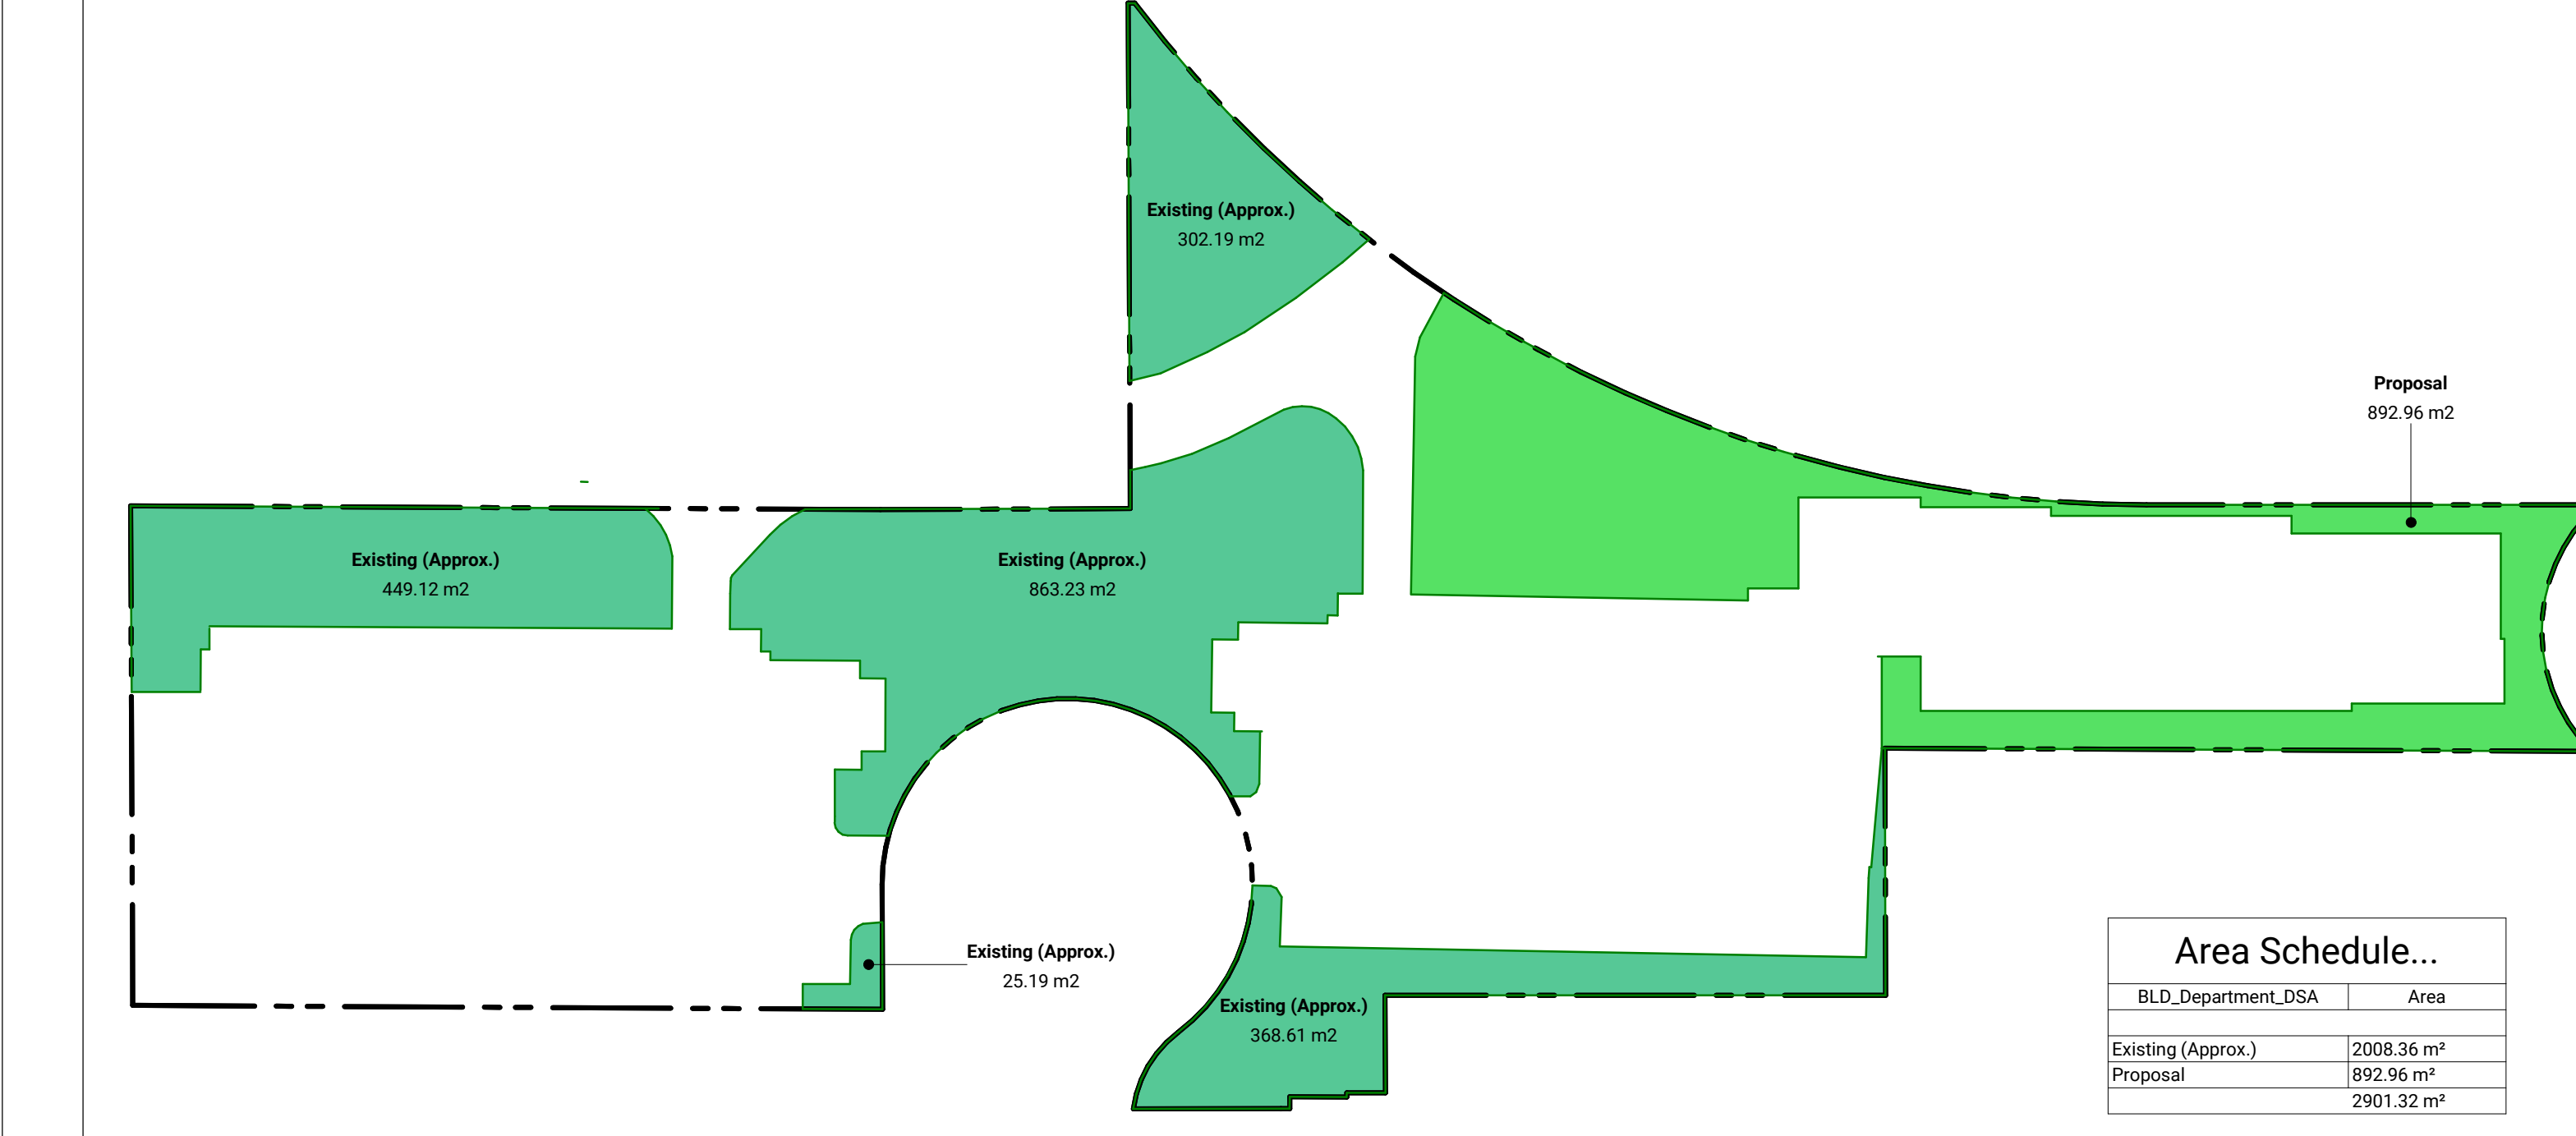 Existing (Approx.)
302.19 m2
Proposal
892.96 m2
Existing (Approx.)
449.12 m2
Existing (Approx.)
863.23 m2
Existing (Approx.)
25.19 m2
Existing (Approx.)
368.61 m2
Area Schedule...
BLD_Department_DSA Area
Existing (Approx.) 2008.36 m²
Proposal 892.96 m²
2901.32 m²